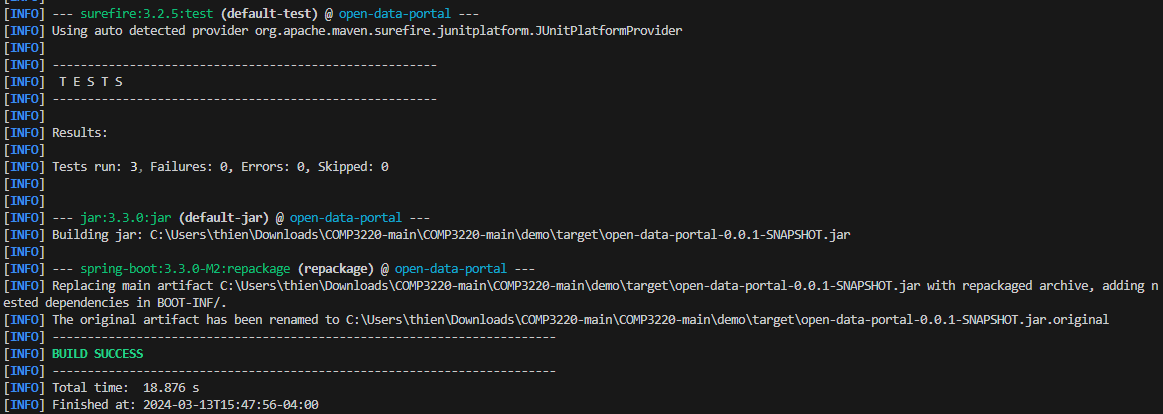 [INFO] --- surefire:3.2.5:test (default-test) @ open-data-portal ---
[INFO] Using auto detected provider org.apache.maven.surefire.junitplatform.JUnitPlatformProvider
[INFO]
[INFO] -------------------------------------------------------
[INFO]  T E S T S
[INFO] -------------------------------------------------------
[INFO]
[INFO] Results:
[INFO]
[INFO] Tests run: 3, Failures: 0, Errors: 0, Skipped: 0
[INFO]
[INFO]
[INFO] --- jar:3.3.0:jar (default-jar) @ open-data-portal ---
[INFO] Building jar: C:\Users\thien\Downloads\COMP3220-main\COMP3220-main\demo\target\open-data-portal-0.0.1-SNAPSHOT.jar
[INFO]
[INFO] --- spring-boot:3.3.0-M2:repackage (repackage) @ open-data-portal ---
[INFO] Replacing main artifact C:\Users\thien\Downloads\COMP3220-main\COMP3220-main\demo\target\open-data-portal-0.0.1-SNAPSHOT.jar with repackaged archive, adding n
ested dependencies in BOOT-INF/.
[INFO] The original artifact has been renamed to C:\Users\thien\Downloads\COMP3220-main\COMP3220-main\demo\target\open-data-portal-0.0.1-SNAPSHOT.jar.original
[INFO] ------------------------------------------------------------------------
[INFO] BUILD SUCCESS
[INFO] ------------------------------------------------------------------------
[INFO] Total time:  18.876 s
[INFO] Finished at: 2024-03-13T15:47:56-04:00